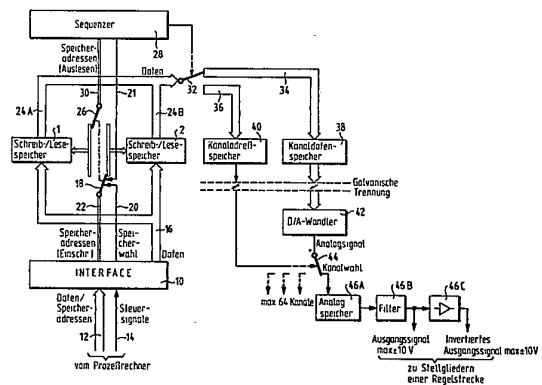 Sequenzer
28
Speicher-
adressen
(Auslesen)
Daten
32
34
36
24A
30
21
24B
26
1
2
Schreib-/Lese-
speicher
Schreib-/Lese-
speicher
40
Kanaladreß-
speicher
38
Kanaldaten-
speicher
18
22
20
16
Galvanische
Trennung
42
D/A-Wandler
Speicher-
adressen
(Einschr.)
Spei-
cher-
wahl
Daten
Analogsignal
44
Kanalwahl
INTERFACE
10
max 64 Kanäle
46A
Analog
speicher
46B
Filter
46C
Daten/
Speicher-
adressen
Steuer-
signale
12
14
vom Prozeßrechner
Ausgangssignal
max±10 V
Invertiertes
Ausgangssignal max±10V
zu Stellgliedern
einer Regelstrecke